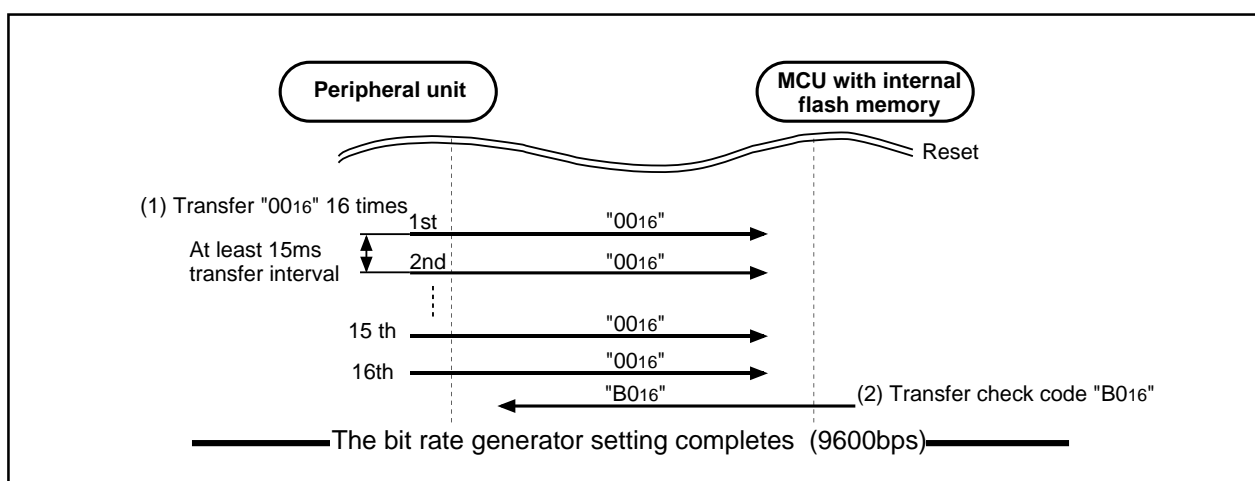 Peripheral unit
MCU with internal
flash memory
Reset
(1) Transfer "0016" 16 times
1st
"0016"
At least 15ms
transfer interval
2nd
"0016"
15 th
"0016"
16th
"0016"
"B016"
(2) Transfer check code "B016"
The bit rate generator setting completes (9600bps)